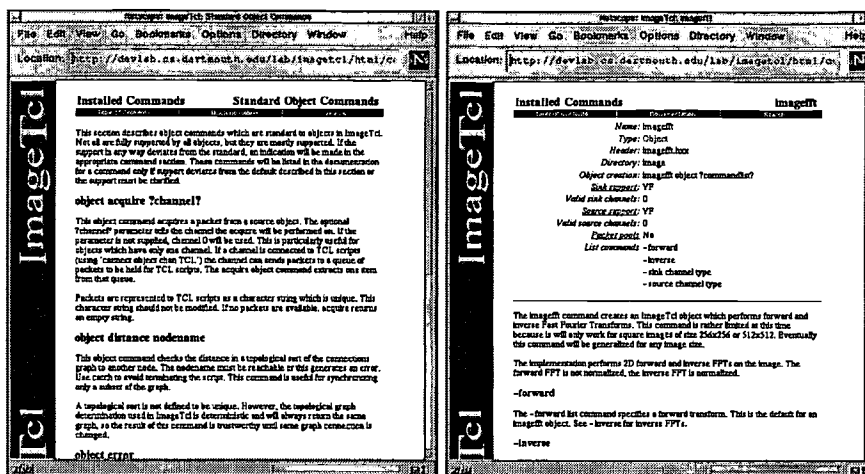 Netscape: ImageTcl: Standard Object Commands
File Edit View Go Bookmarks Options Directory Window Help
Location: http://devlab.cs.dartmouth.edu/lab/imagetcl/html/c
ImageTcl
Tcl
Installed Commands Standard Object Commands
This section describes object commands which are standard to objects in ImageTcl.
Not all are fully supported by all objects, but they are mostly supported. If the
support is any way deviates from the standard, an indication will be made in the
appropriate command section. These commands will be listed in the documentation
for a command only if support deviates from the default described in this section or
the support must be clarified.
object acquire ?channel?
This object command acquires a packet from a source object. The optional
?channel? parameter tells the channel the acquire will be performed on. If the
parameter is not supplied, channel 0 will be used. This is particularly useful for
objects which have only one channel. If a channel is connected to TCL scripts
(using 'connect object chan TCL') the channel can sends packets to a queue of
packets to be held for TCL scripts. The acquire object command extracts one item
from that queue.
Packets are represented to TCL scripts as a character string which is unique. This
character string should not be modified. If no packets are available, acquire returns
an empty string.
object distance nodename
This object command checks the distance in a topological sort of the connections
graph to another node. The nodename must be reachable or this generates an error.
Use catch to avoid terminating the script. This command is useful for synchronizing
only a subset of the graph.
A topological sort is not defined to be unique. However, the topological graph
determination used in ImageTcl is deterministic and will always return the same
graph, so the result of this command is trustworthy until some graph connection is
changed.
object error
Netscape: ImageTcl: imagefft
File Edit View Go Bookmarks Options Directory Window Help
Location: http://devlab.cs.dartmouth.edu/lab/imagetcl/html/c
ImageTcl
Tcl
Installed Commands imagefft
Name: imagefft
Type: Object
Header: imagefft.hxx
Directory: image
Object creation: imagefft object ?commandlist?
Sink support: YF
Valid sink channels: 0
Source support: YF
Valid source channels: 0
Packet pools No
List commands -forward
-inverse
-sink channel type
-source channel type
The imagefft command creates an ImageTcl object which performs forward and
inverse Fast Fourier Transforms. This command is rather limited at this time
because is will only work for square images of size 256x256 or 512x512. Eventually
this command will be generalized for any image size.
The implementation performs 2D forward and inverse FFTs on the image. The
forward FFT is not normalized, the inverse FFT is normalized.
-forward
The -forward list command specifies a forward transform. This is the default for an
imagefft object. See -inverse for inverse FFTs.
-inverse